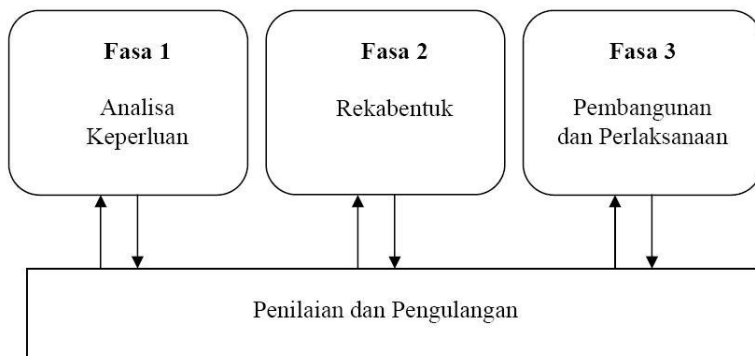 Fasa 1
Analisa
Keperluan
Fasa 2
Rekabentuk
Fasa 3
Pembangunan
dan Perlaksanaan
Penilaian dan Pengulangan